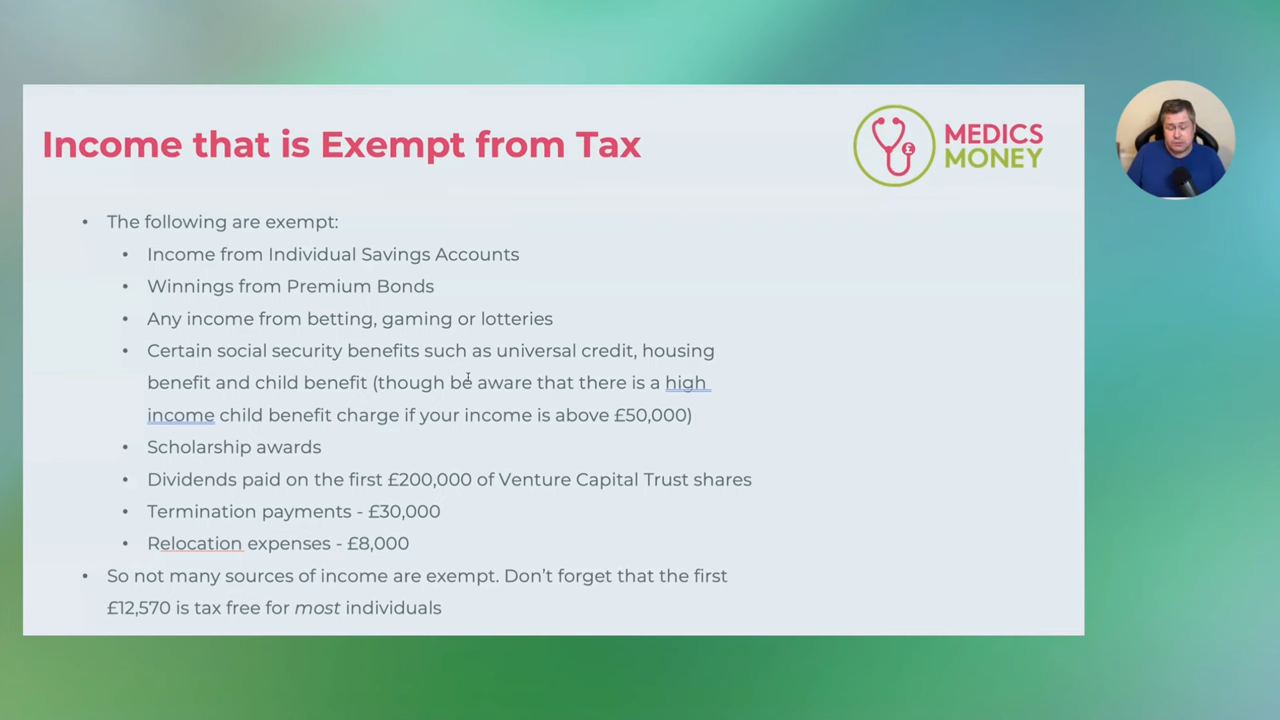 Income that is Exempt from Tax
MEDICS
MONEY
£
• The following are exempt:
• Income from Individual Savings Accounts
• Winnings from Premium Bonds
• Any income from betting, gaming or lotteries
• Certain social security benefits such as universal credit, housing
benefit and child benefit (though be aware that there is a high
income child benefit charge if your income is above £50,000)
• Scholarship awards
• Dividends paid on the first £200,000 of Venture Capital Trust shares
• Termination payments - £30,000
• Relocation expenses - £8,000
• So not many sources of income are exempt. Don’t forget that the first
£12,570 is tax free for most individuals